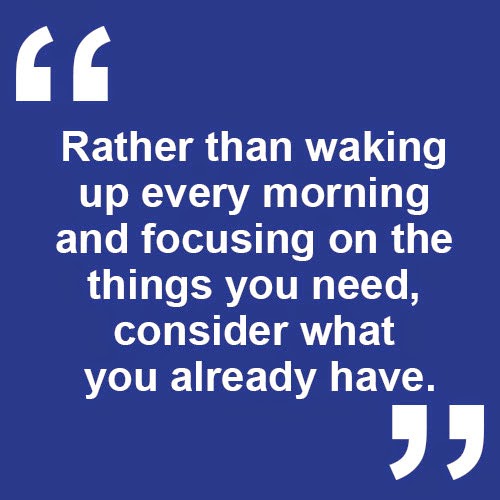 “
Rather than waking
up every morning
and focusing on the
things you need,
consider what
you already have.
”